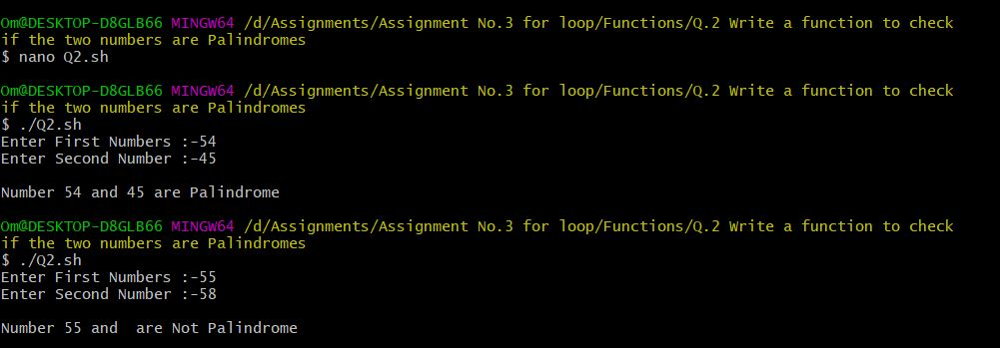 Om@DESKTOP-D8GLB66 MINGW64 /d/Assignments/Assignment No.3 for loop/Functions/Q.2 Write a function to check
if the two numbers are Palindromes
$ nano Q2.sh
Om@DESKTOP-D8GLB66 MINGW64 /d/Assignments/Assignment No.3 for loop/Functions/Q.2 Write a function to check
if the two numbers are Palindromes
$ ./Q2.sh
Enter First Numbers :-54
Enter Second Number :-45
Number 54 and 45 are Palindrome
Om@DESKTOP-D8GLB66 MINGW64 /d/Assignments/Assignment No.3 for loop/Functions/Q.2 Write a function to check
if the two numbers are Palindromes
$ ./Q2.sh
Enter First Numbers :-55
Enter Second Number :-58
Number 55 and  are Not Palindrome